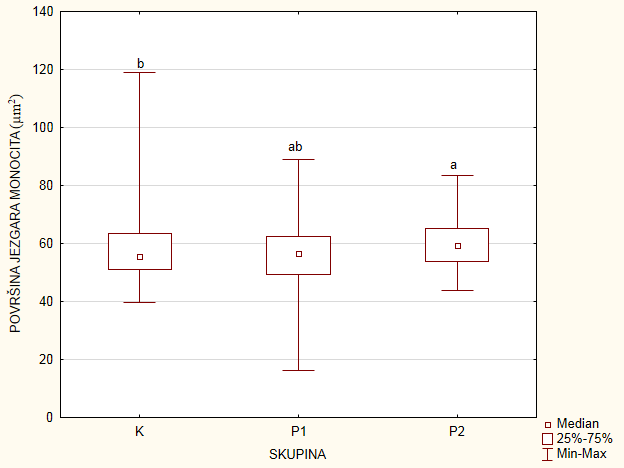 POVRŠINA JEZGARA MONOCITA (µm²)
140
120
100
80
60
40
20
0
b
ab
a
K P1 P2
SKUPINA
Median
25%-75%
Min-Max